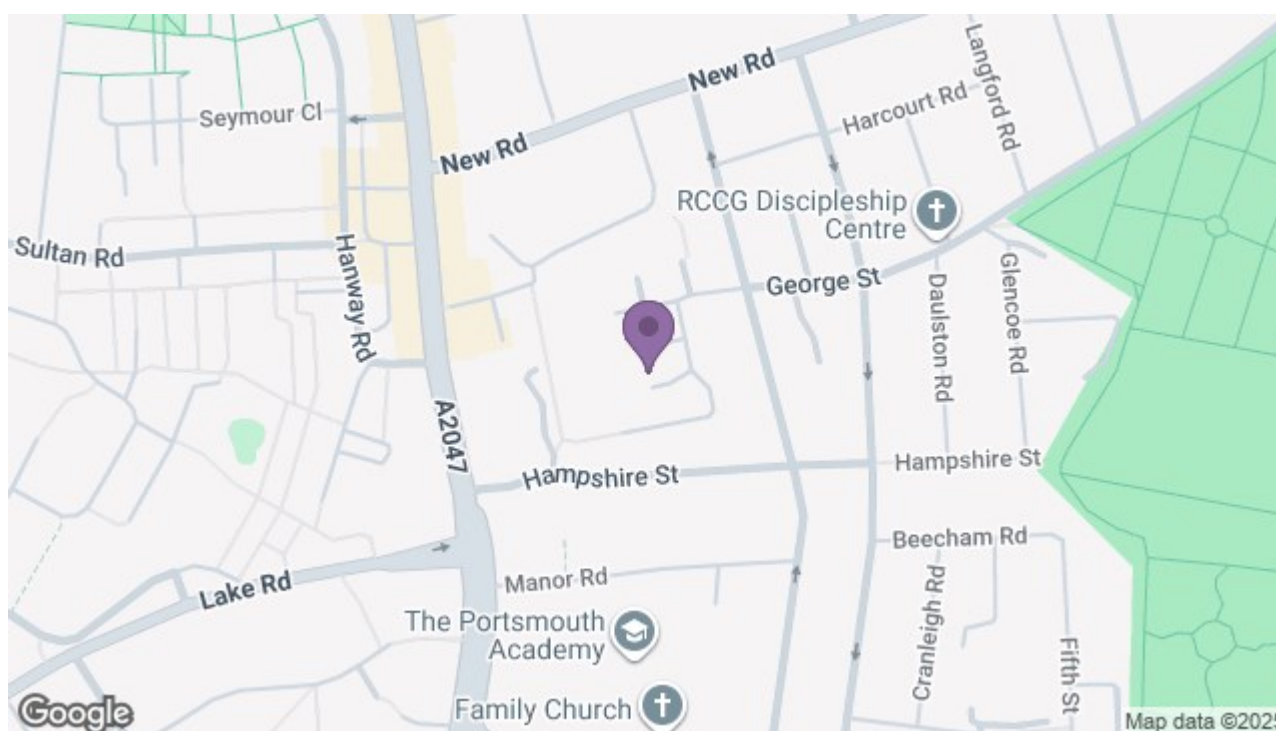 New Rd
Langford Rd
Harcourt Rd
Seymour Cl
New Rd
RCCG Discipleship
Centre
Sultan Rd
Hanway Rd
George St
Daulston Rd
Glencoe Rd
A2047
Hampshire St
Hampshire St
Beecham Rd
Lake Rd
Manor Rd
Cranleigh Rd
The Portsmouth
Academy
Fifth St
Family Church
Google
Map data ©2025